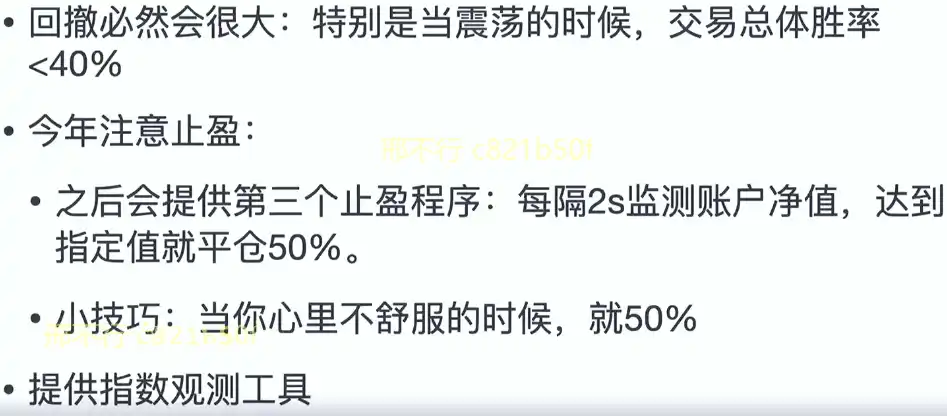 • 回撤必然会很大：特别是当震荡的时候，交易总体胜率
<40%
• 今年注意止盈：
邢不行 c821b50f
• 之后会提供第三个止盈程序：每隔2s监测账户净值，达到
指定值就平仓50%。
• 小技巧：当你心里不舒服的时候，就50%
邢不行 c821b50f
• 提供指数观测工具